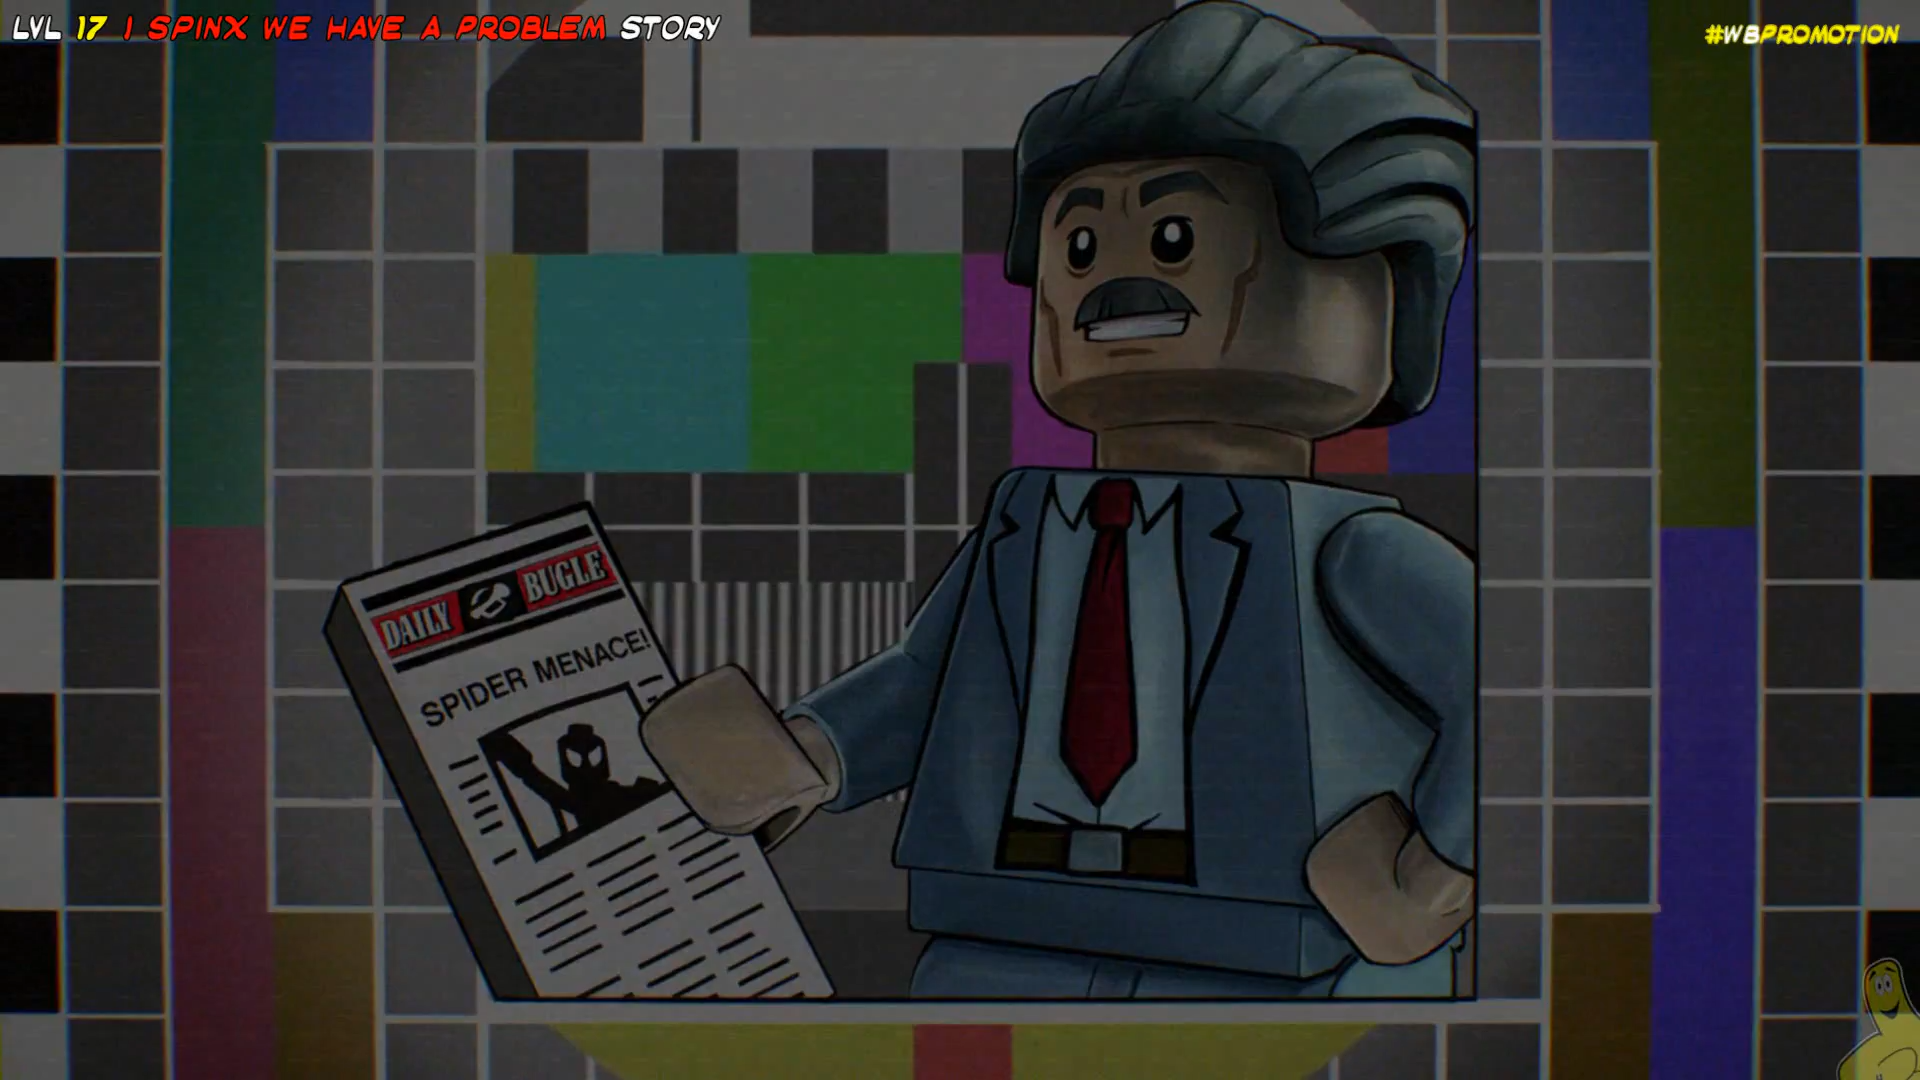 LVL 17 I SPINX WE HAVE A PROBLEM STORY
#WBPROMOTION
DAILY BUGLE
SPIDER MENACE!